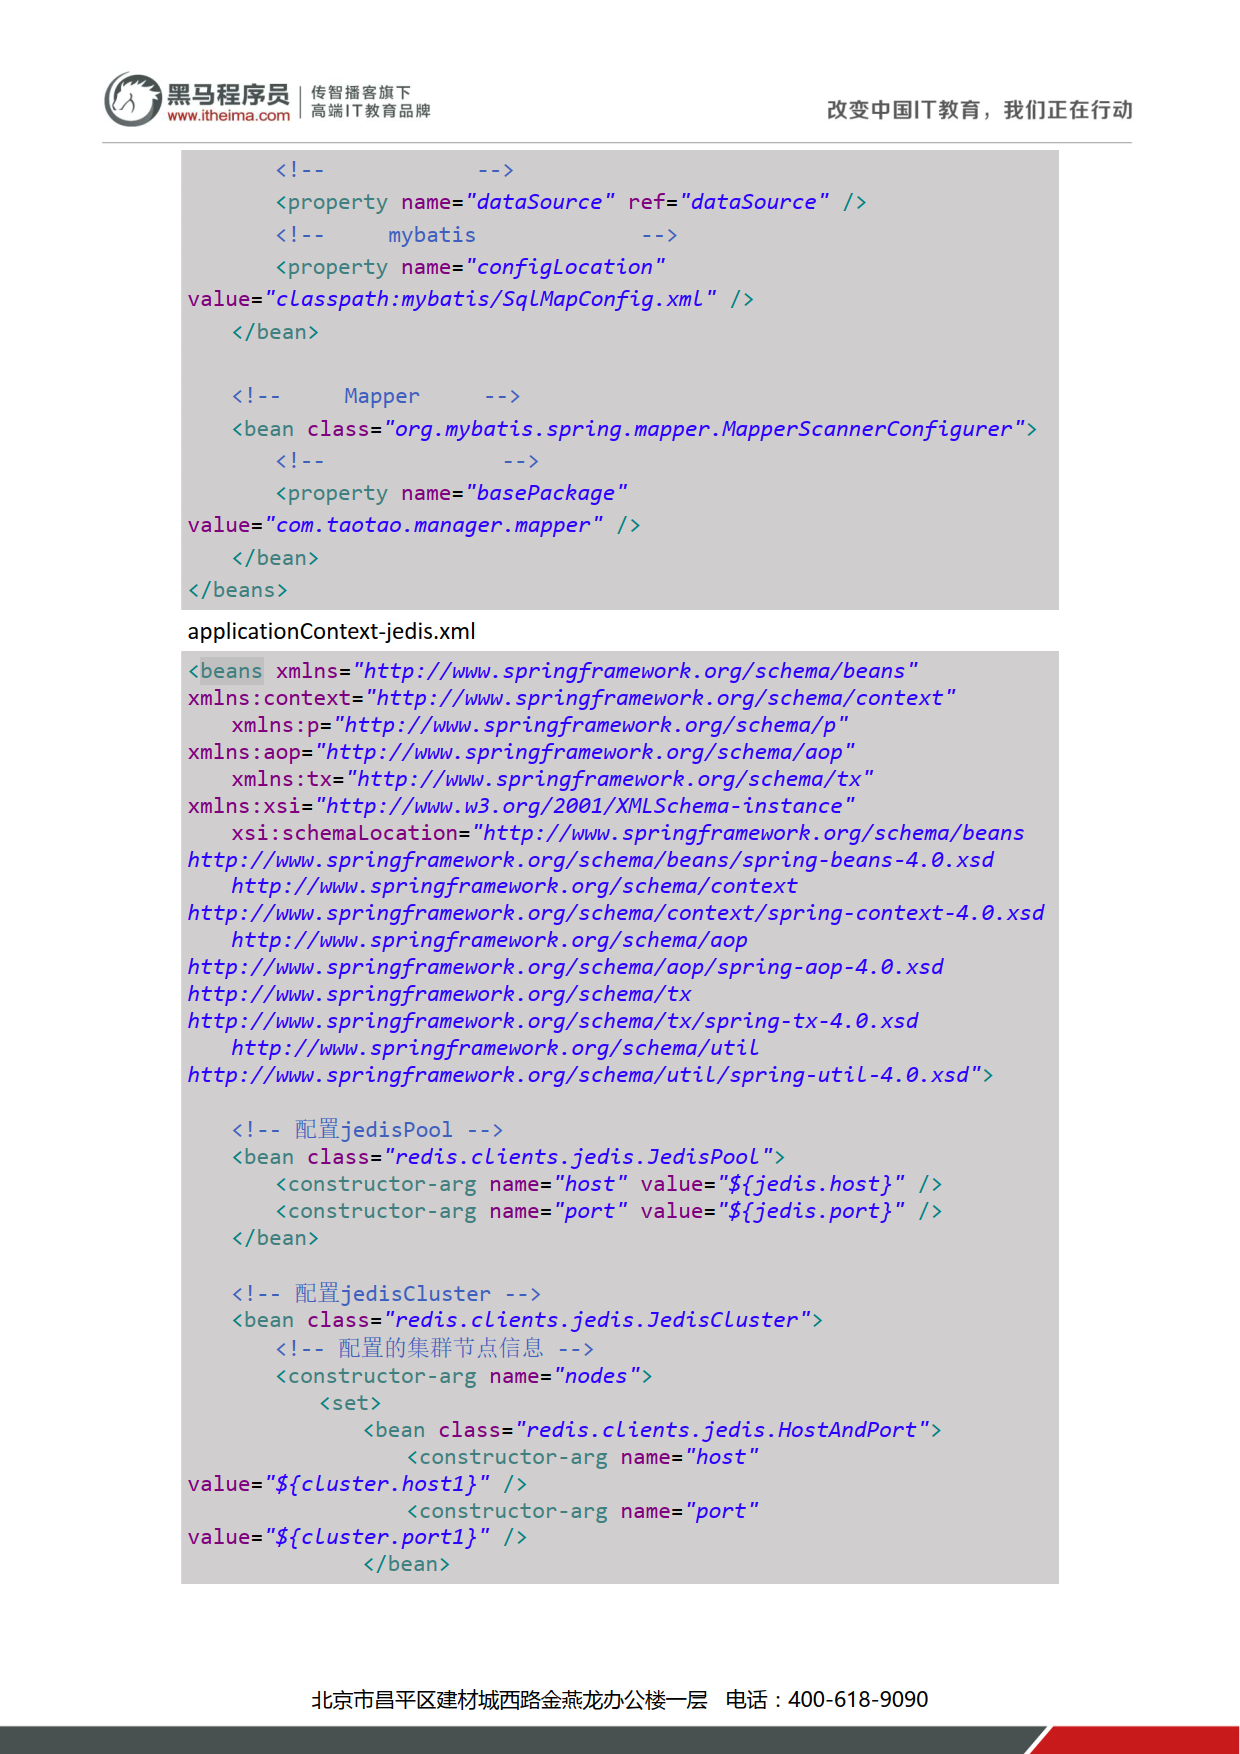 黑马程序员
www.itheima.com
传智播客旗下
高端IT教育品牌
改变中国IT教育，我们正在行动
<!-- -->
<property name="dataSource" ref="dataSource" />
<!-- mybatis -->
<property name="configLocation"
value="classpath:mybatis/SqlMapConfig.xml" />
</bean>
<!-- Mapper -->
<bean class="org.mybatis.spring.mapper.MapperScannerConfigurer">
<!-- -->
<property name="basePackage"
value="com.taotao.manager.mapper" />
</bean>
</beans>
applicationContext-jedis.xml
<beans xmlns="http://www.springframework.org/schema/beans"
xmlns:context="http://www.springframework.org/schema/context"
xmlns:p="http://www.springframework.org/schema/p"
xmlns:aop="http://www.springframework.org/schema/aop"
xmlns:tx="http://www.springframework.org/schema/tx"
xmlns:xsi="http://www.w3.org/2001/XMLSchema-instance"
xsi:schemaLocation="http://www.springframework.org/schema/beans
http://www.springframework.org/schema/beans/spring-beans-4.0.xsd
http://www.springframework.org/schema/context
http://www.springframework.org/schema/context/spring-context-4.0.xsd
http://www.springframework.org/schema/aop
http://www.springframework.org/schema/aop/spring-aop-4.0.xsd
http://www.springframework.org/schema/tx
http://www.springframework.org/schema/tx/spring-tx-4.0.xsd
http://www.springframework.org/schema/util
http://www.springframework.org/schema/util/spring-util-4.0.xsd">
<!-- 配置jedisPool -->
<bean class="redis.clients.jedis.JedisPool">
<constructor-arg name="host" value="${jedis.host}" />
<constructor-arg name="port" value="${jedis.port}" />
</bean>
<!-- 配置jedisCluster -->
<bean class="redis.clients.jedis.JedisCluster">
<!-- 配置的集群节点信息 -->
<constructor-arg name="nodes">
<set>
<bean class="redis.clients.jedis.HostAndPort">
<constructor-arg name="host"
value="${cluster.host1}" />
<constructor-arg name="port"
value="${cluster.port1}" />
</bean>
北京市昌平区建材城西路金燕龙办公楼一层 电话：400-618-9090